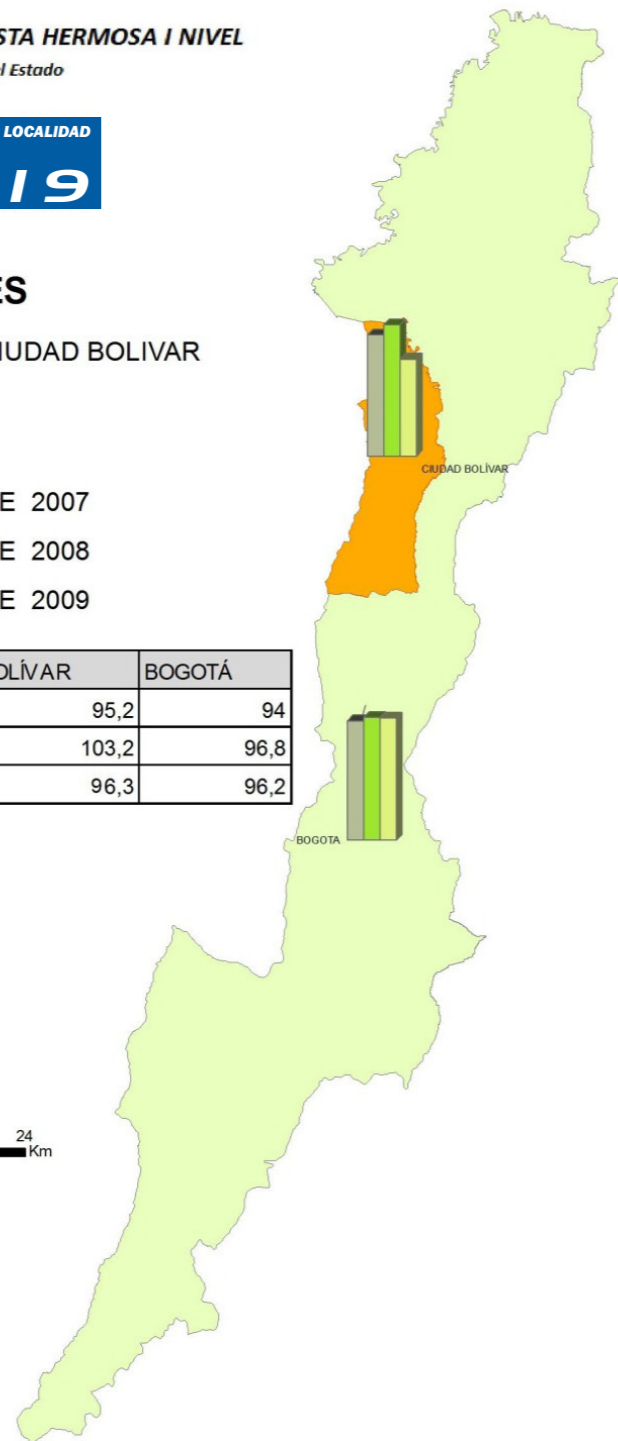 STA HERMOSA I NIVEL
l Estado
LOCALIDAD
19
ES
IUDAD BOLIVAR
E 2007
E 2008
E 2009
OLÍVAR BOGOTÁ
95,2 94
103,2 96,8
96,3 96,2
CIUDAD BOLÍVAR
BOGOTA
24
Km